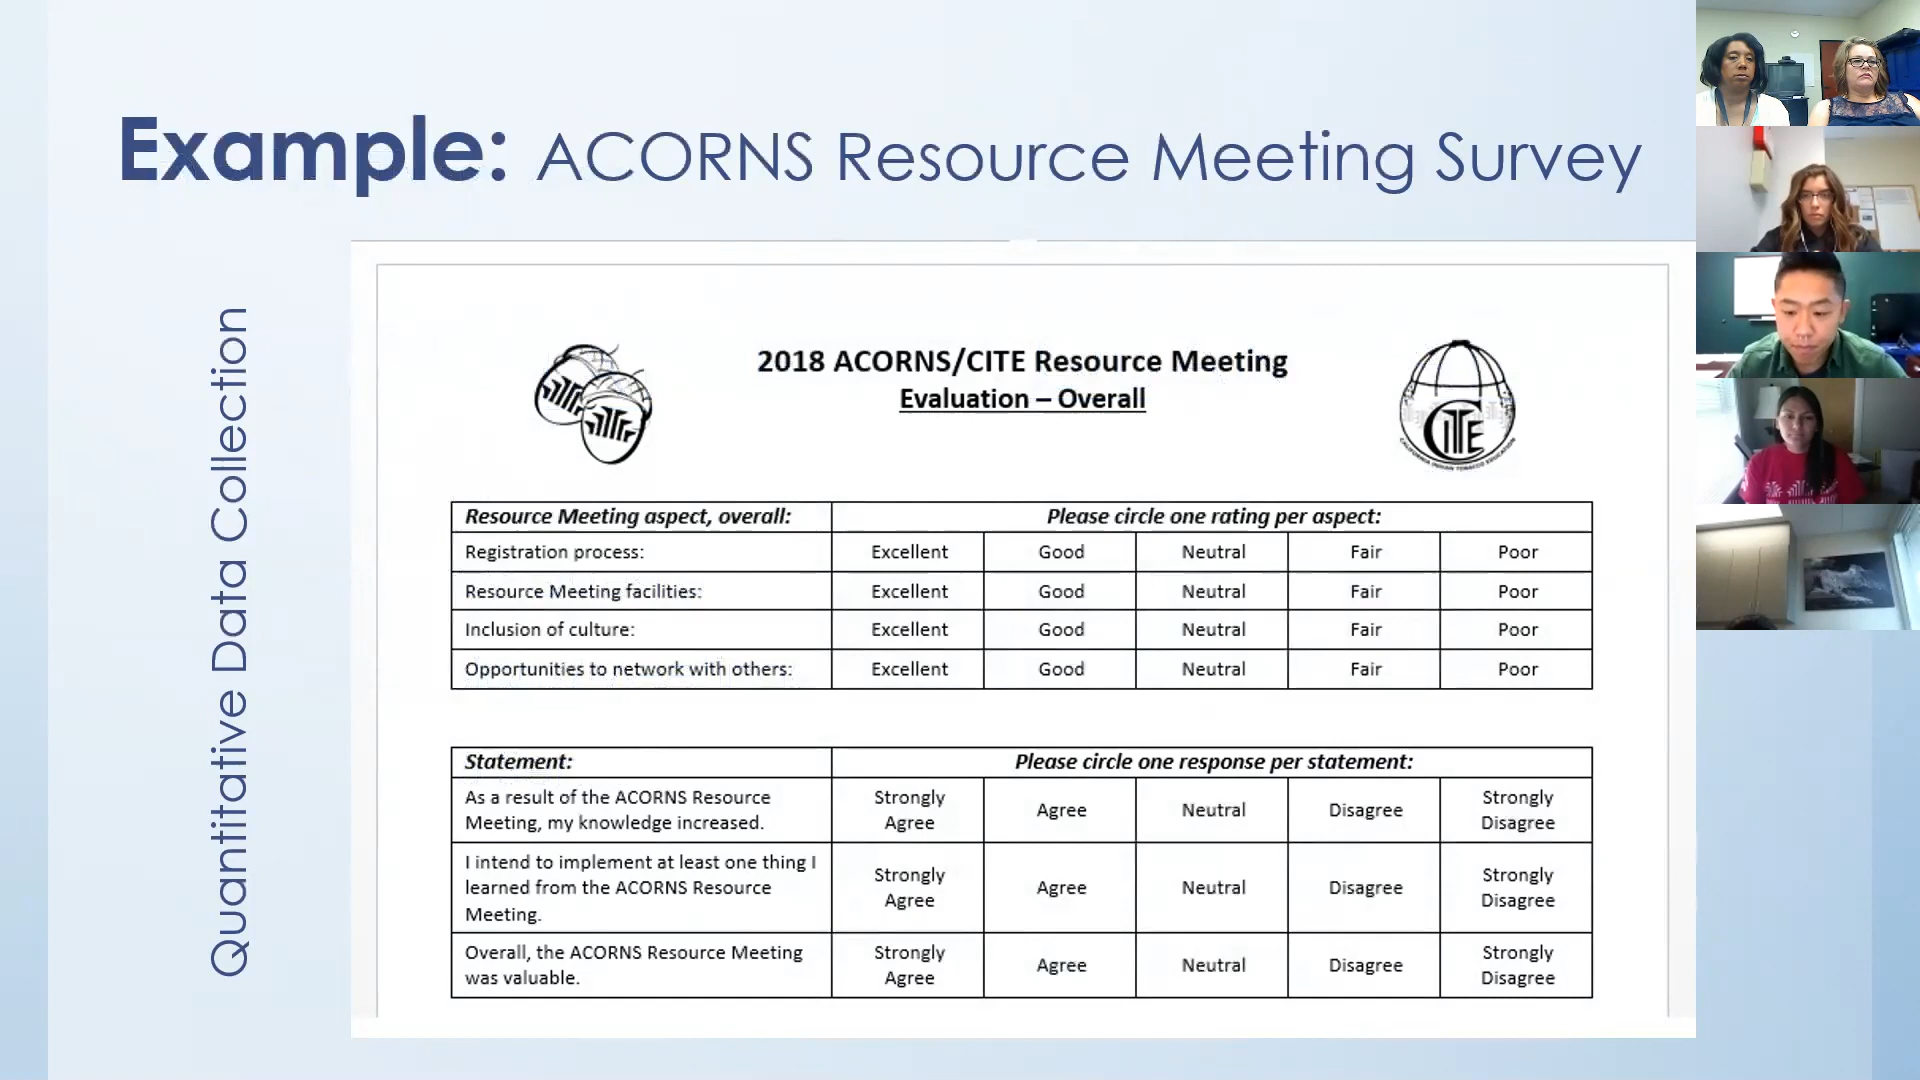 Example: ACORNS Resource Meeting Survey
Quantitative Data Collection
2018 ACORNS/CITE Resource Meeting
Evaluation – Overall
CITE
CALIFORNIA INDIAN TOBACCO EDUCATION
Resource Meeting aspect, overall: Please circle one rating per aspect:
Registration process: Excellent Good Neutral Fair Poor
Resource Meeting facilities: Excellent Good Neutral Fair Poor
Inclusion of culture: Excellent Good Neutral Fair Poor
Opportunities to network with others: Excellent Good Neutral Fair Poor
Statement: Please circle one response per statement:
As a result of the ACORNS Resource
Meeting, my knowledge increased.
Strongly
Agree
Agree
Neutral
Disagree
Strongly
Disagree
I intend to implement at least one thing I
learned from the ACORNS Resource
Meeting.
Strongly
Agree
Agree
Neutral
Disagree
Strongly
Disagree
Overall, the ACORNS Resource Meeting
was valuable.
Strongly
Agree
Agree
Neutral
Disagree
Strongly
Disagree